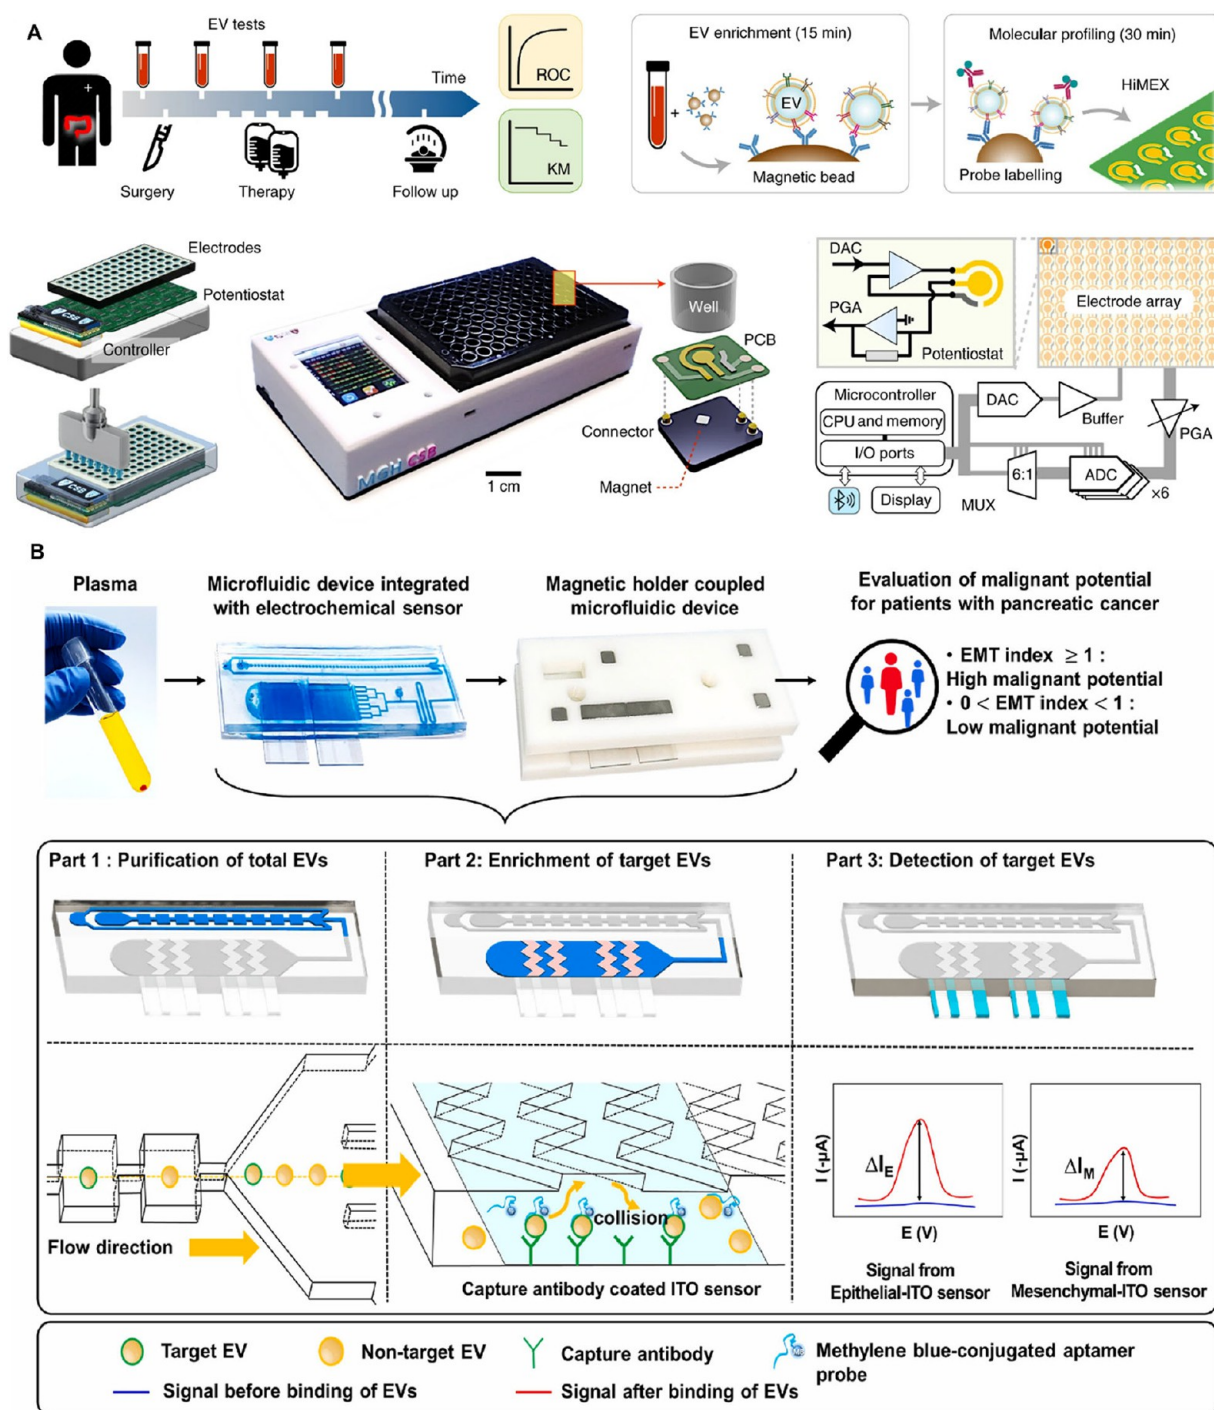 A
EV tests
Time
Surgery
Therapy
Follow up
ROC
KM
EV enrichment (15 min)
+
EV
Magnetic bead
Molecular profiling (30 min)
HiMEX
Probe labelling
Electrodes
Potentiostat
CSB
Controller
CSB
MGH CSB
1 cm
Well
PCB
Connector
Magnet
DAC
PGA
Potentiostat
Electrode array
Microcontroller
CPU and memory
I/O ports
Display
DAC
Buffer
PGA
6:1
MUX
ADC
×6
B
Plasma
Microfluidic device integrated
with electrochemical sensor
Magnetic holder coupled
microfluidic device
Evaluation of malignant potential
for patients with pancreatic cancer
• EMT index ≥ 1 :
High malignant potential
• 0 < EMT index < 1 :
Low malignant potential
Part 1 : Purification of total EVs
Part 2: Enrichment of target EVs
Part 3: Detection of target EVs
Flow direction
collision
Capture antibody coated ITO sensor
I (-μA)
ΔI_E
E (V)
Signal from
Epithelial-ITO sensor
I (-μA)
ΔI_M
E (V)
Signal from
Mesenchymal-ITO sensor
Target EV
Non-target EV
Capture antibody
Methylene blue-conjugated aptamer
probe
Signal before binding of EVs
Signal after binding of EVs